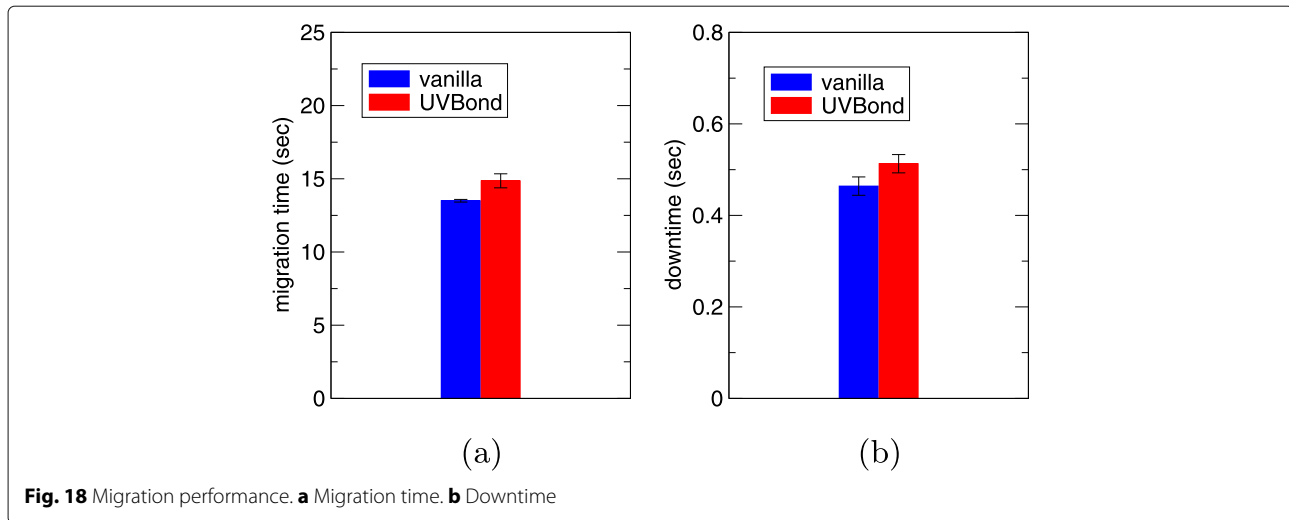 25
20
15
10
5
0
migration time (sec)
vanilla
UVBond
(a)
0.8
0.6
0.4
0.2
0
downtime (sec)
vanilla
UVBond
(b)
Fig. 18 Migration performance. a Migration time. b Downtime